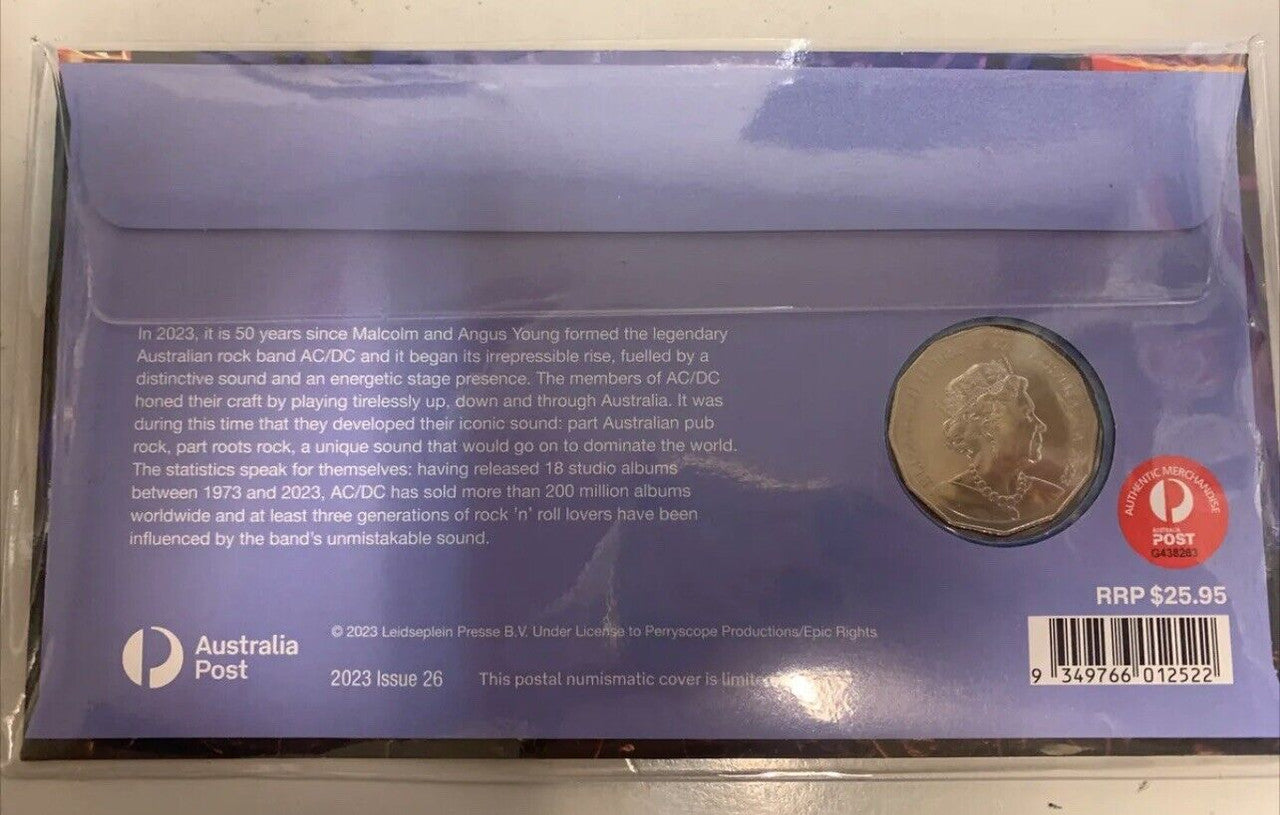 In 2023, it is 50 years since Malcolm and Angus Young formed the legendary
Australian rock band AC/DC and it began its irrepressible rise, fuelled by a
distinctive sound and an energetic stage presence. The members of AC/DC
honed their craft by playing tirelessly up, down and through Australia. It was
during this time that they developed their iconic sound: part Australian pub
rock, part roots rock, a unique sound that would go on to dominate the world.
The statistics speak for themselves: having released 18 studio albums
between 1973 and 2023, AC/DC has sold more than 200 million albums
worldwide and at least three generations of rock 'n' roll lovers have been
influenced by the band's unmistakable sound.
AUTHENTIC MERCHANDISE
AUSTRALIA
POST
G438263
RRP $25.95
9 349766 012522
Australia
Post
© 2023 Leidseplein Presse B.V. Under License to Perryscope Productions/Epic Rights
2023 Issue 26
This postal numismatic cover is